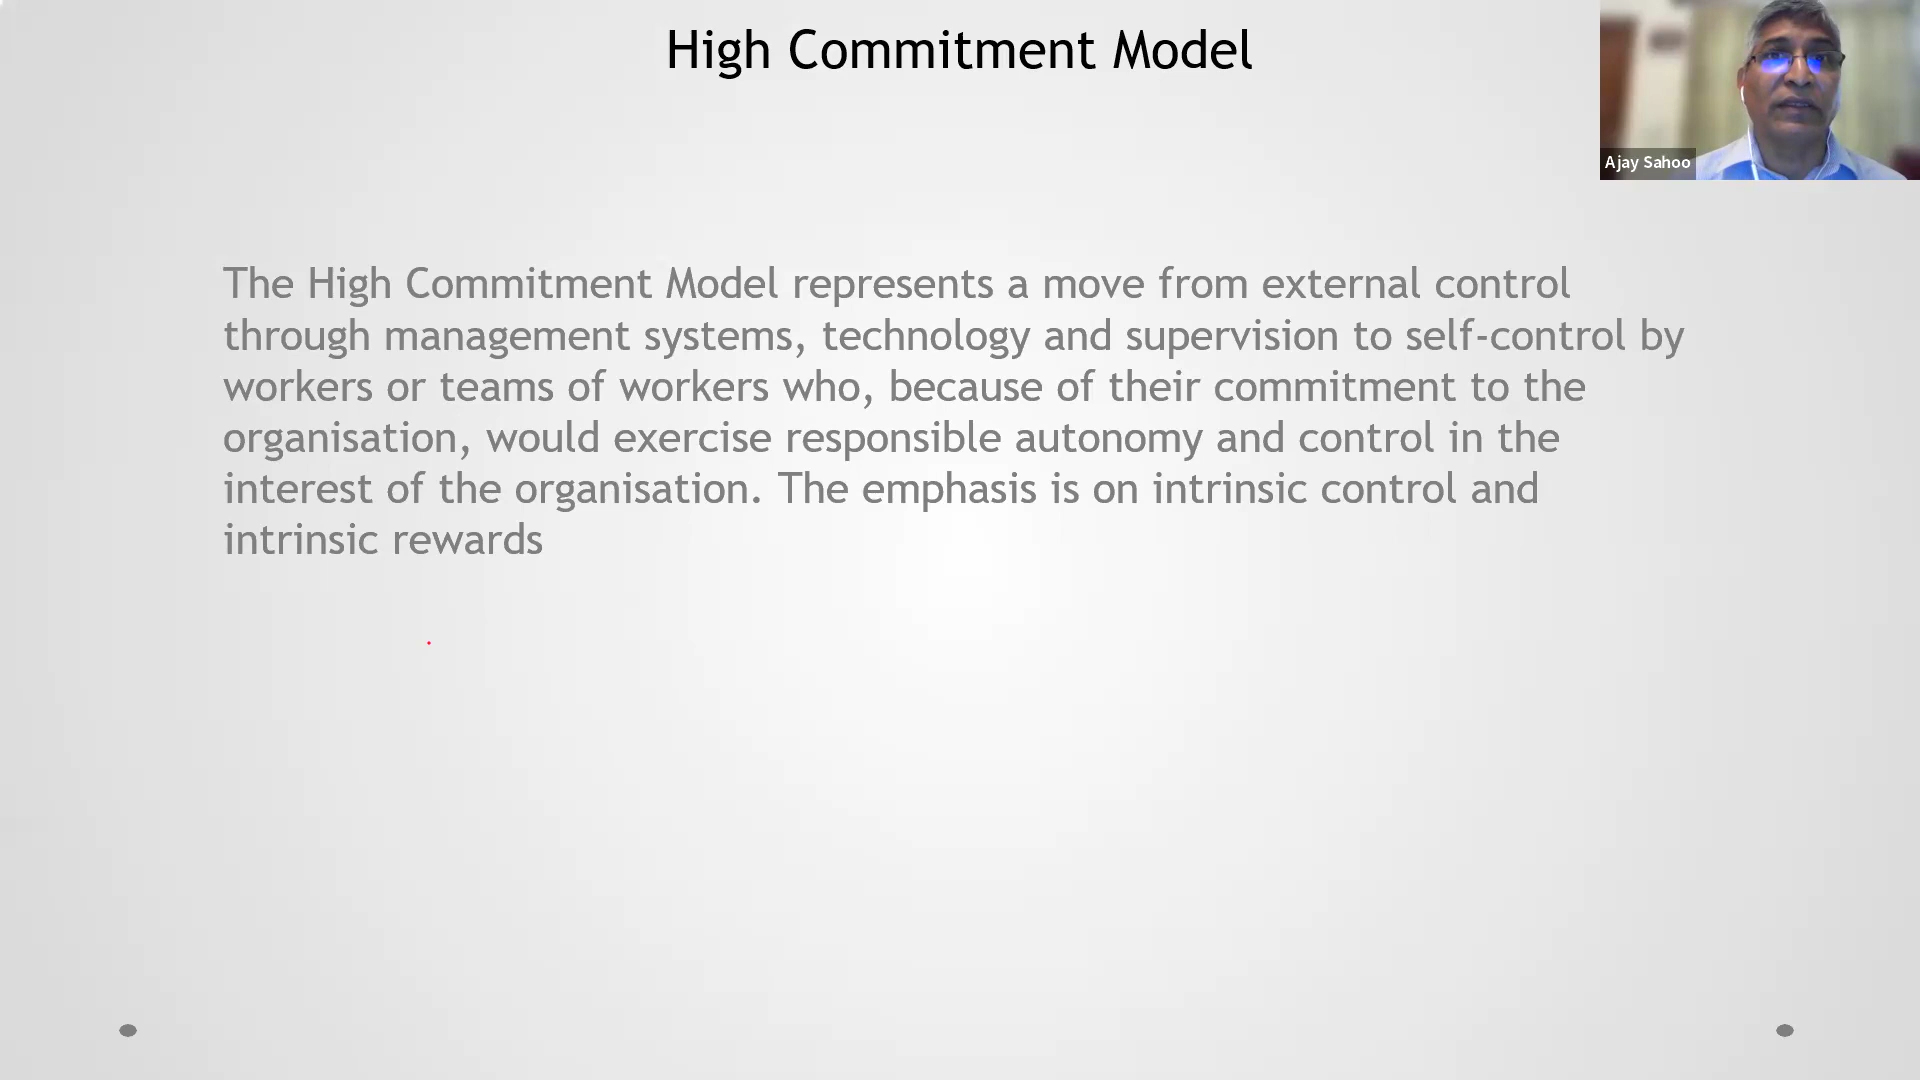 High Commitment Model
Ajay Sahoo
The High Commitment Model represents a move from external control
through management systems, technology and supervision to self-control by
workers or teams of workers who, because of their commitment to the
organisation, would exercise responsible autonomy and control in the
interest of the organisation. The emphasis is on intrinsic control and
intrinsic rewards